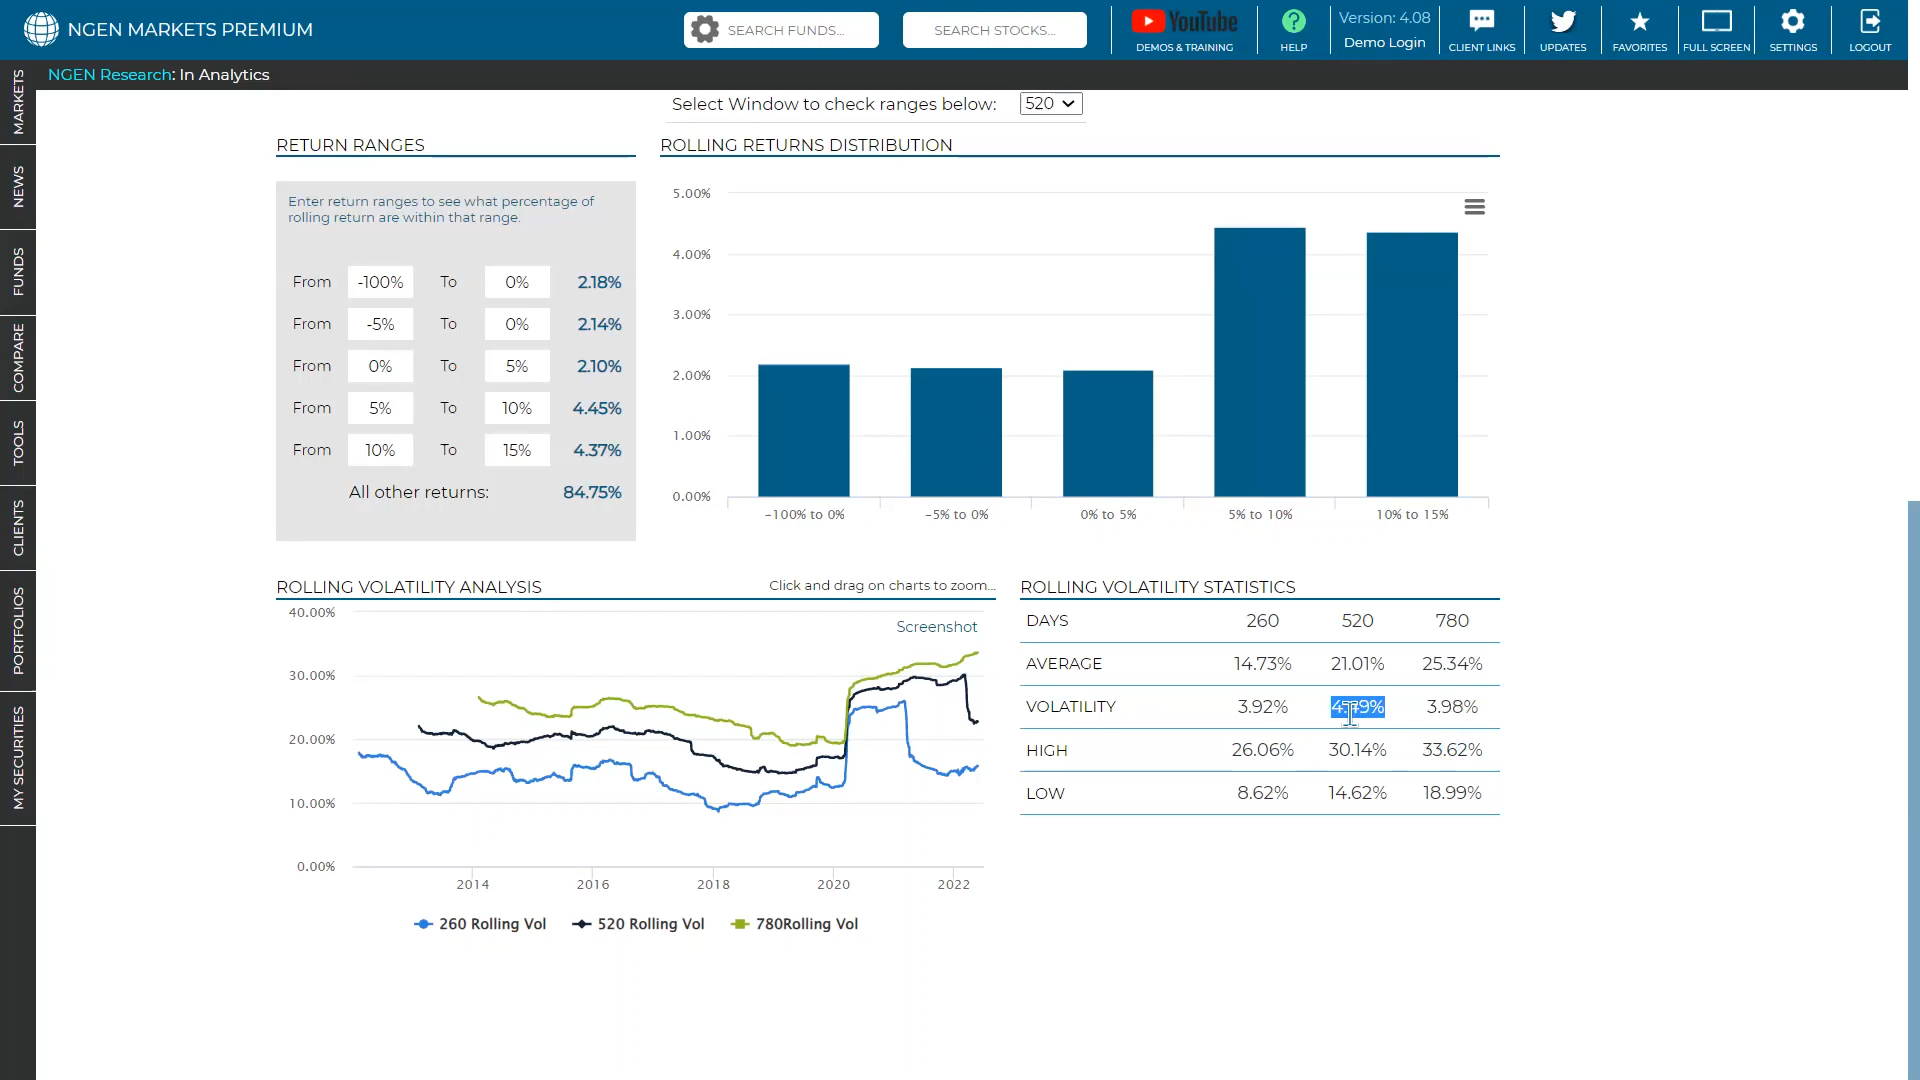 NGEN MARKETS PREMIUM
SEARCH FUNDS...
SEARCH STOCKS...
YouTube
DEMOS & TRAINING
HELP
Version: 4.08
Demo Login
CLIENT LINKS
UPDATES
FAVORITES
FULL SCREEN
SETTINGS
LOGOUT
NGEN Research: In Analytics
MARKETS
NEWS
FUNDS
COMPARE
TOOLS
CLIENTS
PORTFOLIOS
MY SECURITIES
Select Window to check ranges below: 520
RETURN RANGES
Enter return ranges to see what percentage of
rolling return are within that range.
From -100% To 0% 2.18%
From -5% To 0% 2.14%
From 0% To 5% 2.10%
From 5% To 10% 4.45%
From 10% To 15% 4.37%
All other returns: 84.75%
ROLLING RETURNS DISTRIBUTION
5.00%
4.00%
3.00%
2.00%
1.00%
0.00%
-100% to 0% -5% to 0% 0% to 5% 5% to 10% 10% to 15%
ROLLING VOLATILITY ANALYSIS
Click and drag on charts to zoom...
Screenshot
40.00%
30.00%
20.00%
10.00%
0.00%
2014 2016 2018 2020 2022
260 Rolling Vol 520 Rolling Vol 780Rolling Vol
ROLLING VOLATILITY STATISTICS
DAYS 260 520 780
AVERAGE 14.73% 21.01% 25.34%
VOLATILITY 3.92% 3.98%
HIGH 26.06% 30.14% 33.62%
LOW 8.62% 14.62% 18.99%